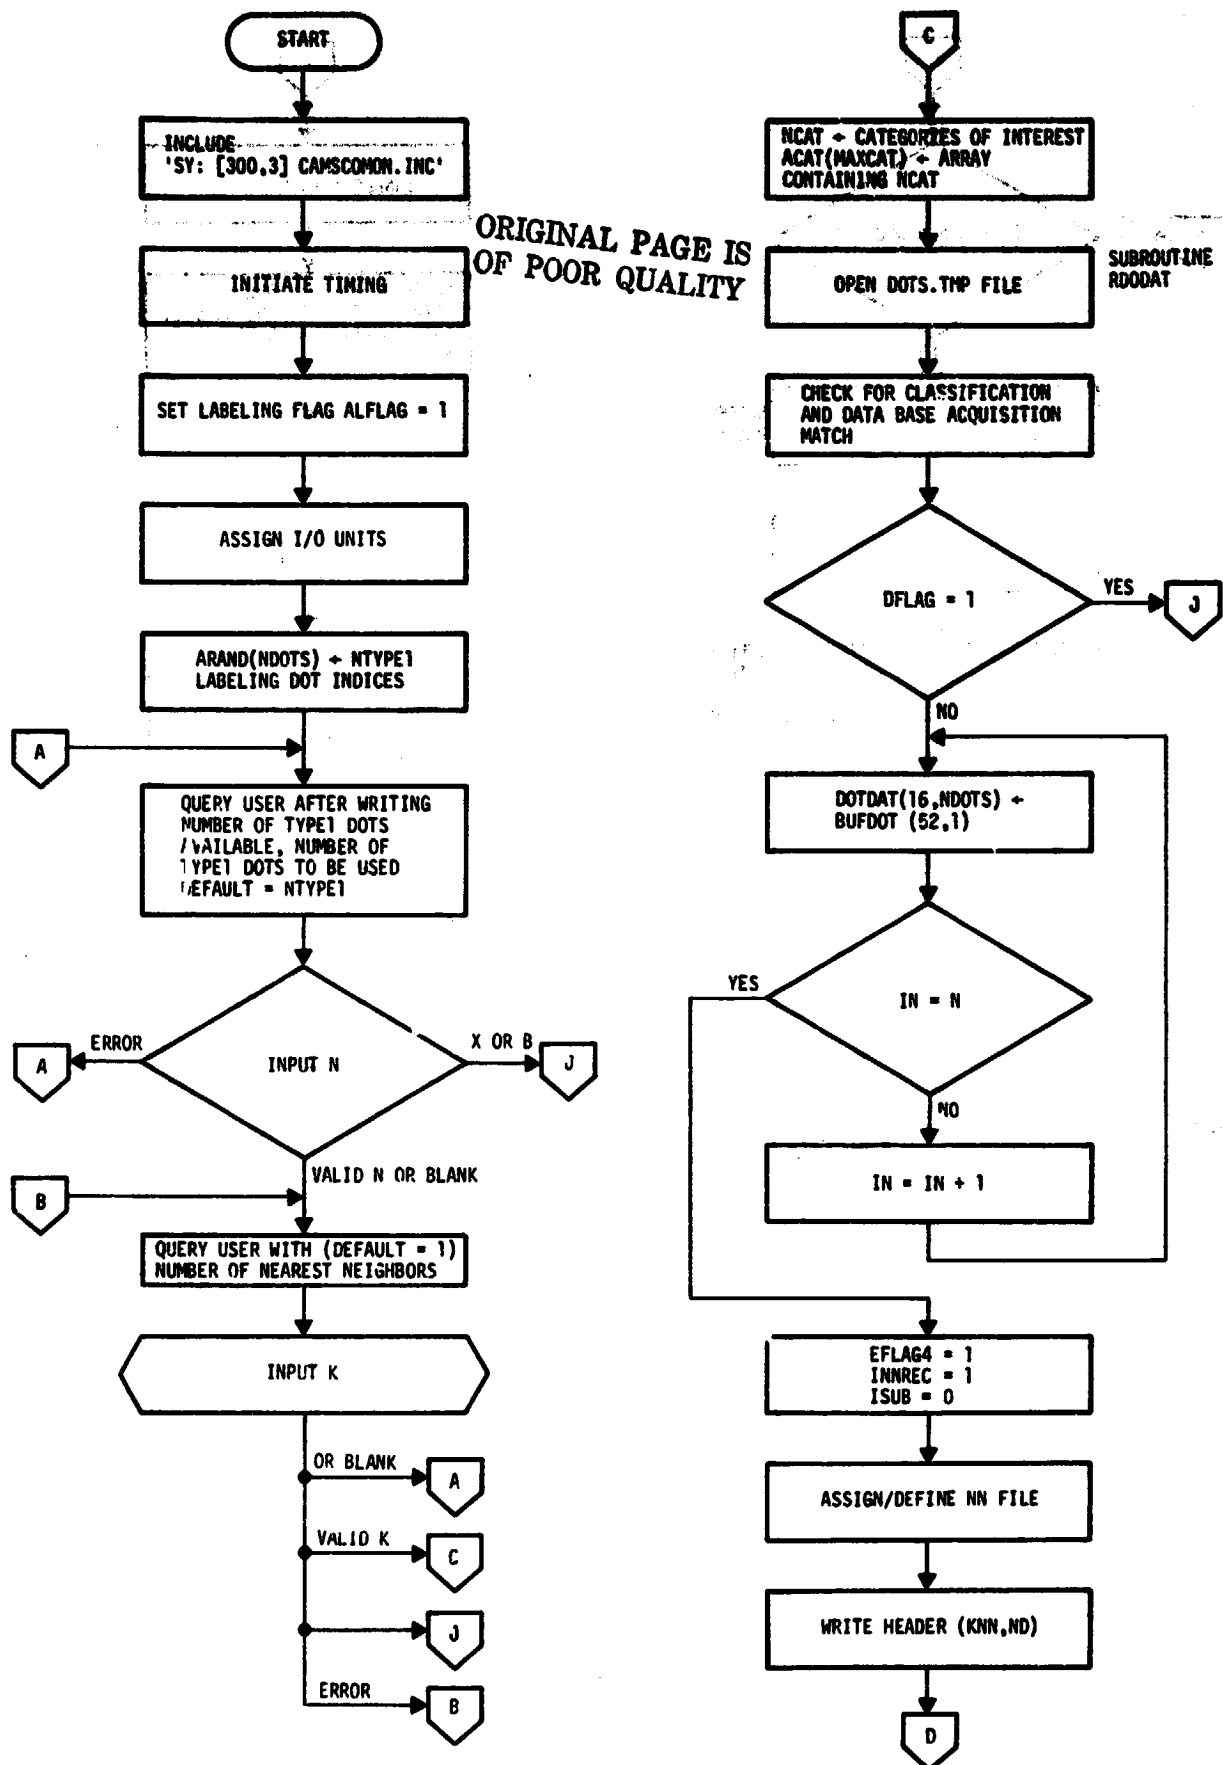 START
INCLUDE
'SY: [300,3] CAMSCOMON.INC'
ORIGINAL PAGE IS
OF POOR QUALITY
INITIATE TIMING
SET LABELING FLAG ALFLAG = 1
ASSIGN I/O UNITS
ARAND(NDOTS) ← NTYPE1
LABELING DOT INDICES
A
QUERY USER AFTER WRITING
NUMBER OF TYPE1 DOTS
AVAILABLE, NUMBER OF
TYPE1 DOTS TO BE USED
DEFAULT = NTYPE1
ERROR
A
INPUT N
X OR B
J
VALID N OR BLANK
B
QUERY USER WITH (DEFAULT = 1)
NUMBER OF NEAREST NEIGHBORS
INPUT K
OR BLANK
A
VALID K
C
J
ERROR
B
C
NCAT ← CATEGORIES OF INTEREST
ACAT(MAXCAT) ← ARRAY
CONTAINING NCAT
OPEN DOTS.TMP FILE
SUBROUTINE
RDODAT
CHECK FOR CLASSIFICATION
AND DATA BASE ACQUISITION
MATCH
DFLAG = 1
YES
J
NO
DOTDAT(16,NDOTS) ←
BUFDOT (52,1)
YES
IN = N
NO
IN = IN + 1
EFLAG4 = 1
INNREC = 1
ISUB = 0
ASSIGN/DEFINE NN FILE
WRITE HEADER (KNN,ND)
D